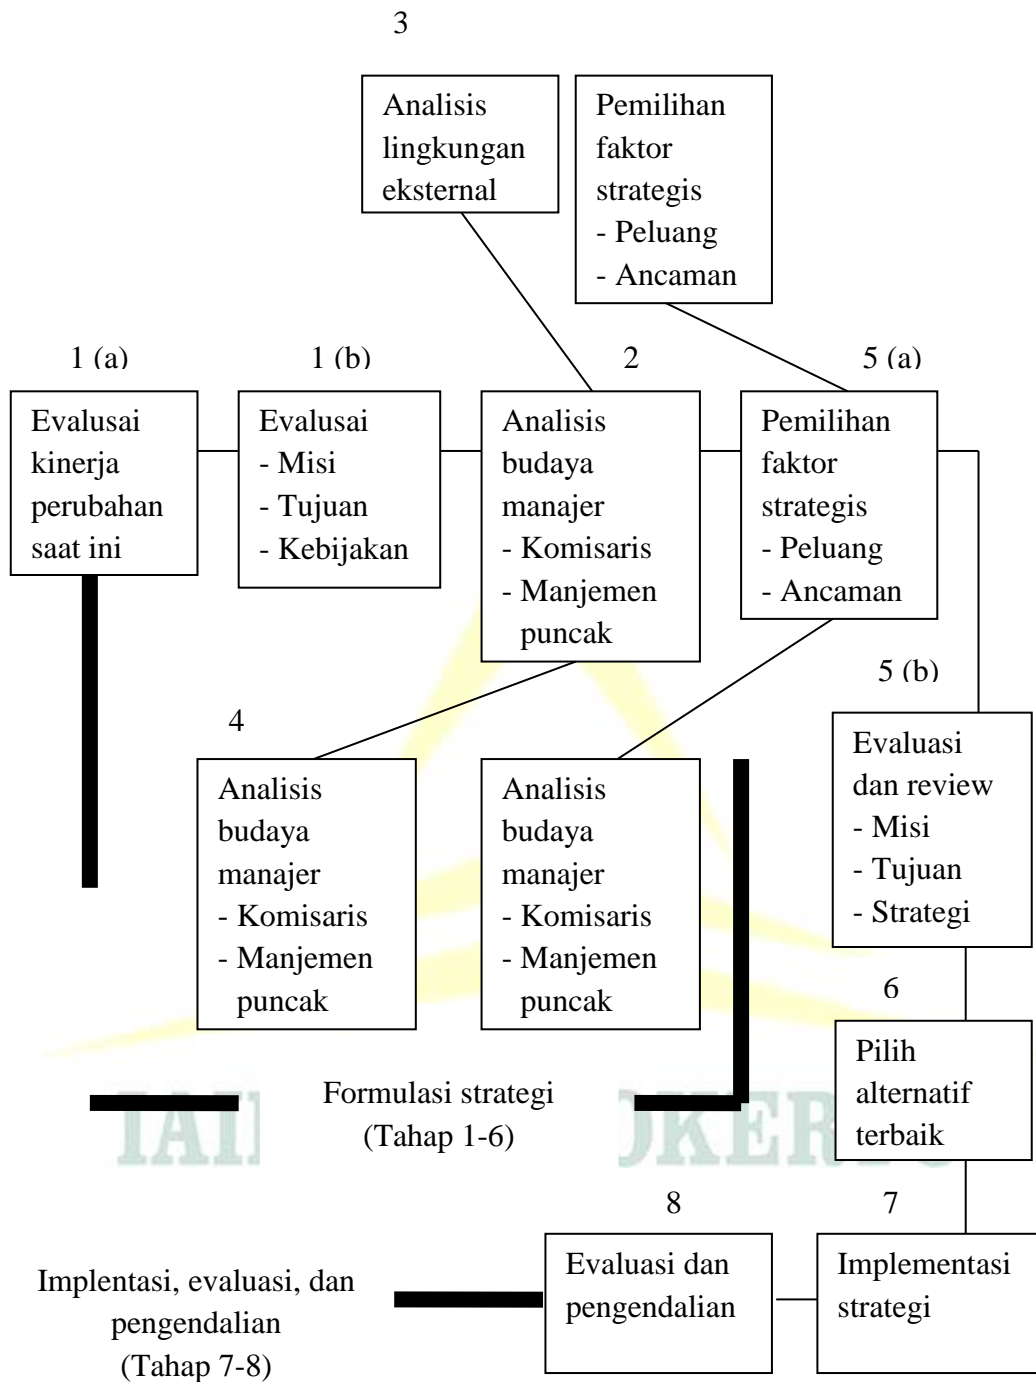 3
Analisis
lingkungan
eksternal
Pemilihan
faktor
strategis
- Peluang
- Ancaman
1 (a)
1 (b)
2
5 (a)
Evalusai
kinerja
perubahan
saat ini
Evalusai
- Misi
- Tujuan
- Kebijakan
Analisis
budaya
manajer
- Komisaris
- Manjemen
puncak
Pemilihan
faktor
strategis
- Peluang
- Ancaman
5 (b)
4
Analisis
budaya
manajer
- Komisaris
- Manjemen
puncak
Analisis
budaya
manajer
- Komisaris
- Manjemen
puncak
Evaluasi
dan review
- Misi
- Tujuan
- Strategi
6
Pilih
alternatif
terbaik
Formulasi strategi
(Tahap 1-6)
8
7
Implentasi, evaluasi, dan
pengendalian
(Tahap 7-8)
Evaluasi dan
pengendalian
Implementasi
strategi